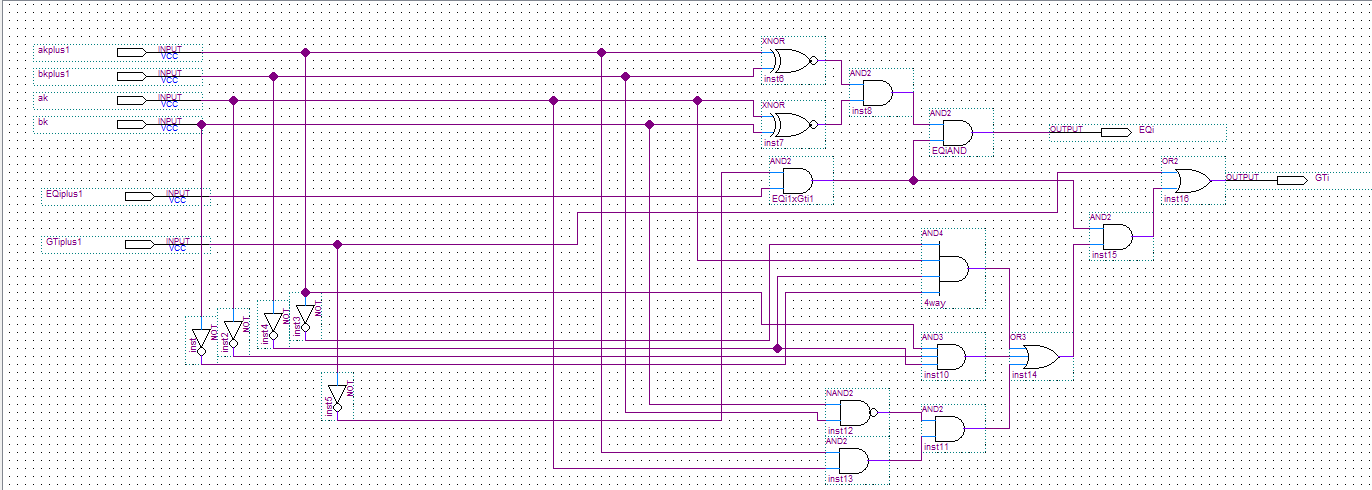 akplus1
INPUT
VCC
bkplus1
INPUT
VCC
ak
INPUT
VCC
bk
INPUT
VCC
EQiplus1
INPUT
VCC
GTiplus1
INPUT
VCC
XNOR
inst6
AND2
inst8
XNOR
inst7
AND2
EQiAND
OUTPUT
EQi
AND2
EQi1xGti1
OR2
inst16
OUTPUT
GTi
AND2
inst15
AND4
4way
NOT
inst
NOT
inst2
NOT
inst4
NOT
inst3
AND3
inst10
OR3
inst14
NOT
inst5
NAND2
inst12
AND2
inst11
AND2
inst13